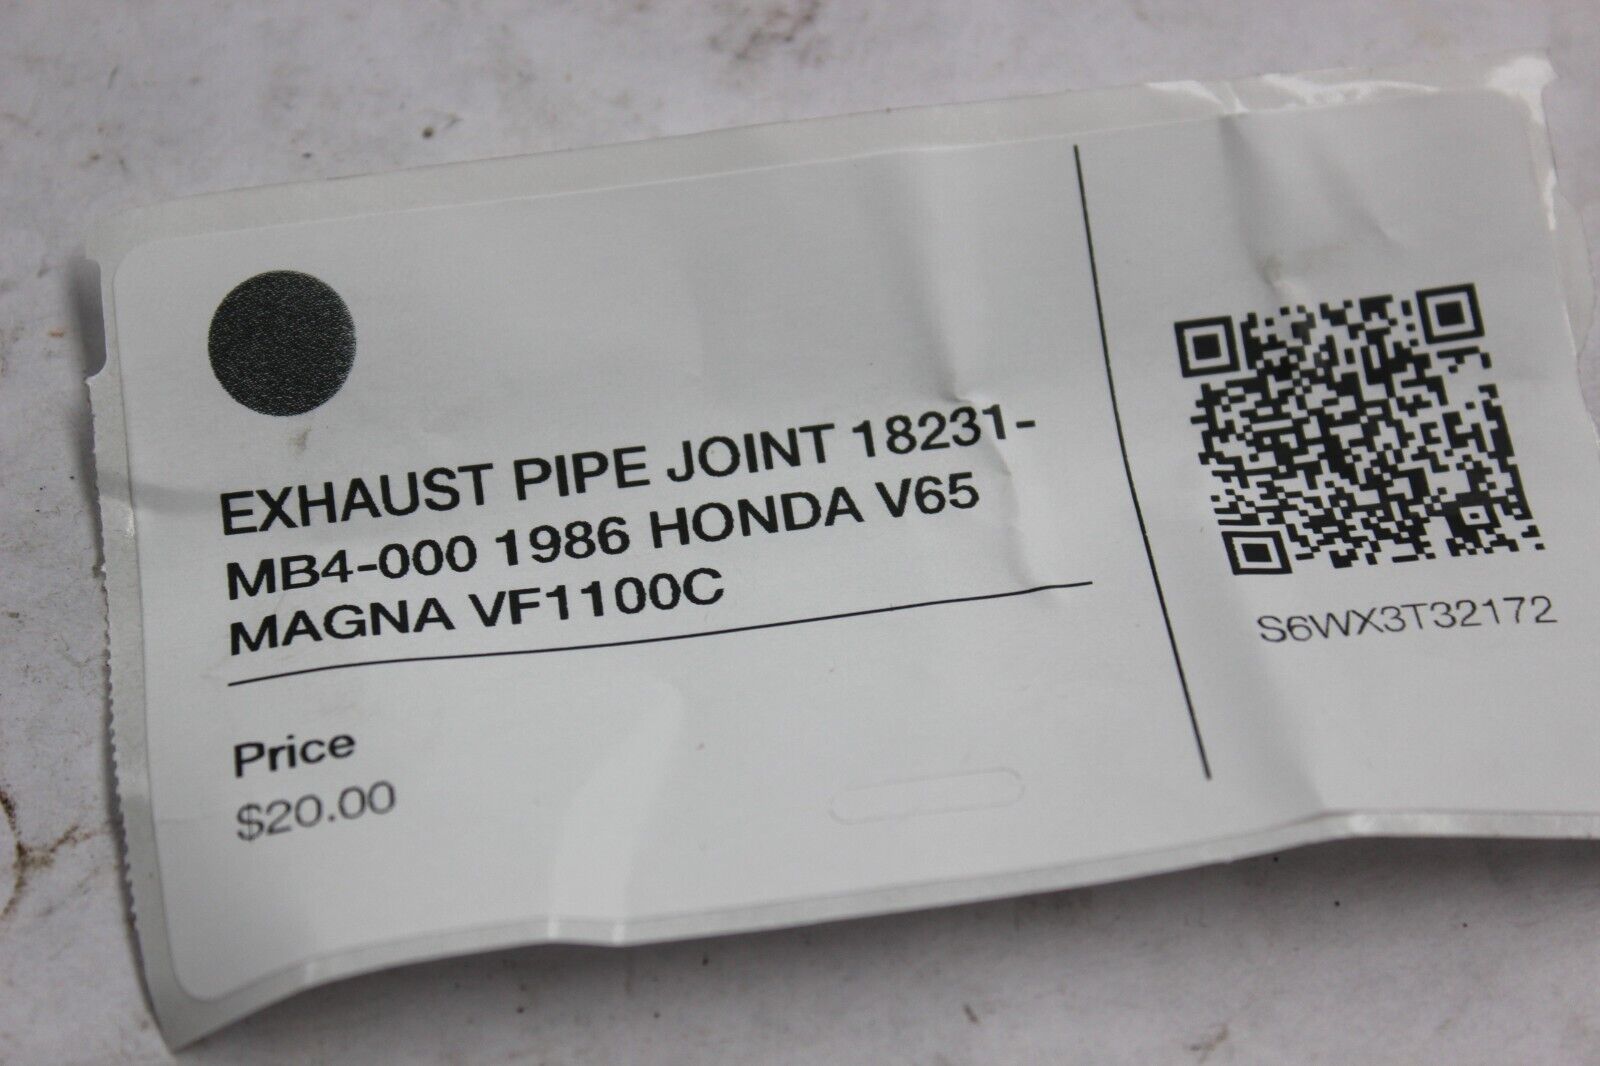 EXHAUST PIPE JOINT 18231-
MB4-000 1986 HONDA V65
MAGNA VF1100C
Price
$20.00
S6WX3T32172